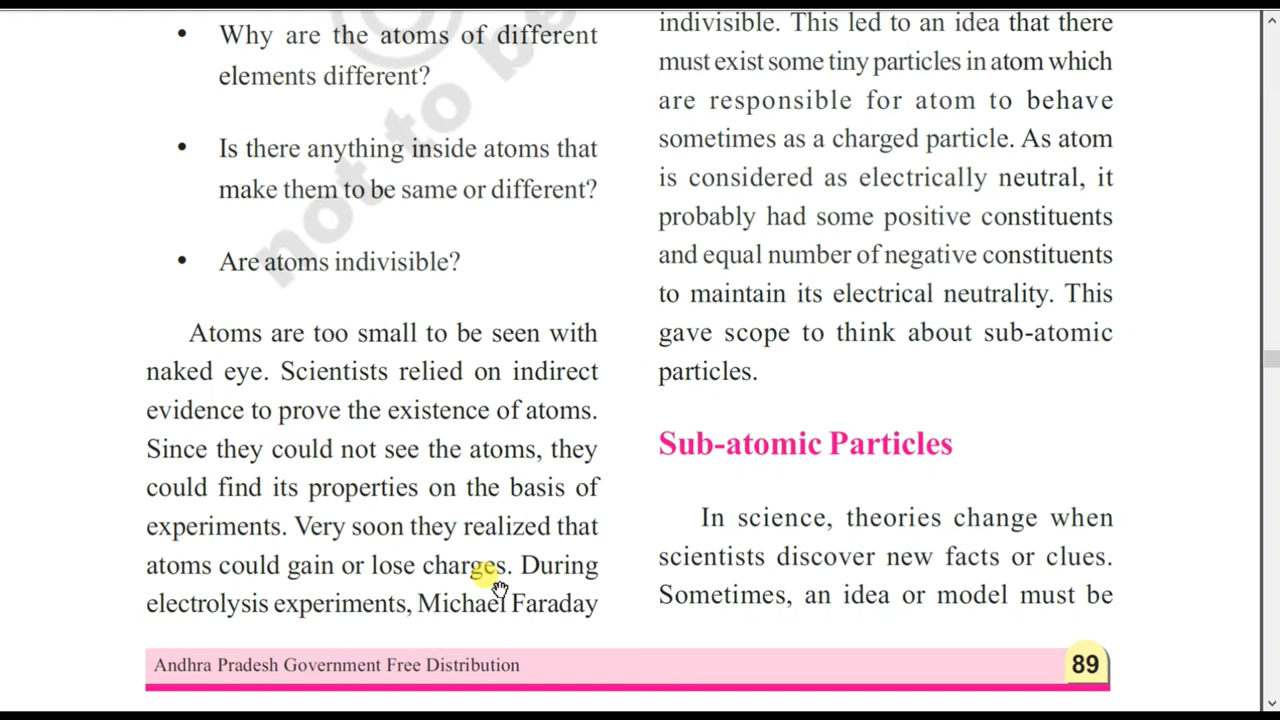 • Why are the atoms of different
elements different?
• Is there anything inside atoms that
make them to be same or different?
• Are atoms indivisible?
Atoms are too small to be seen with
naked eye. Scientists relied on indirect
evidence to prove the existence of atoms.
Since they could not see the atoms, they
could find its properties on the basis of
experiments. Very soon they realized that
atoms could gain or lose charges. During
electrolysis experiments, Michael Faraday
indivisible. This led to an idea that there
must exist some tiny particles in atom which
are responsible for atom to behave
sometimes as a charged particle. As atom
is considered as electrically neutral, it
probably had some positive constituents
and equal number of negative constituents
to maintain its electrical neutrality. This
gave scope to think about sub-atomic
particles.
Sub-atomic Particles
In science, theories change when
scientists discover new facts or clues.
Sometimes, an idea or model must be
Andhra Pradesh Government Free Distribution
89
not to be